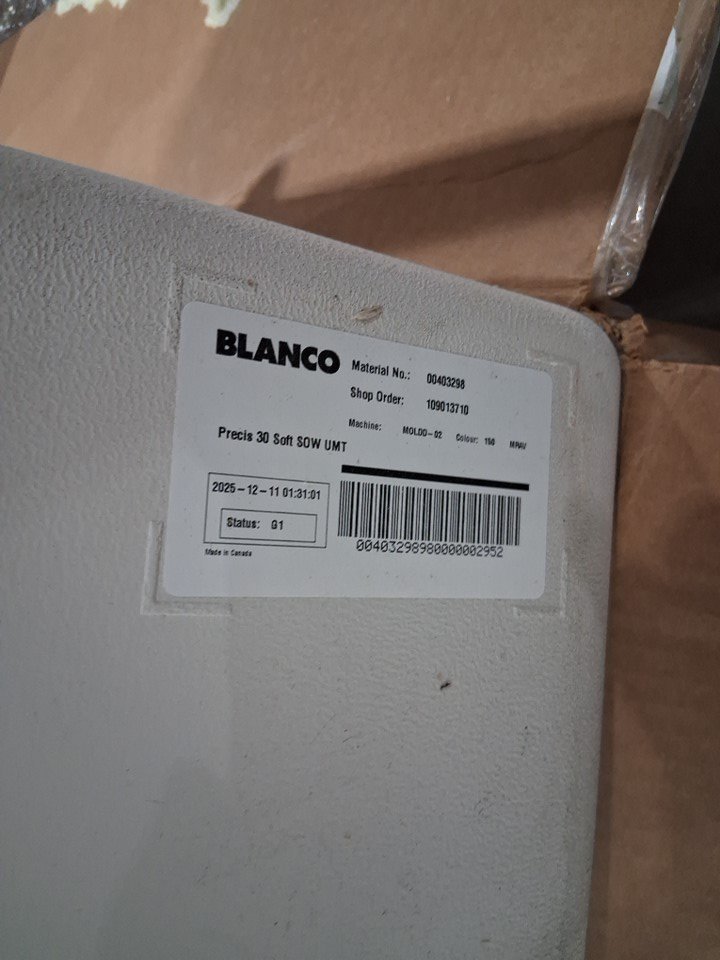 BLANCO
Material No.: 00403298
Shop Order: 109013710
Machine: MOLDD-02 Colour: 150 MRAV
Precis 30 Soft SOW UMT
2025-12-11 01:31:01
Status: G1
Made in Canada
00403298980000002952